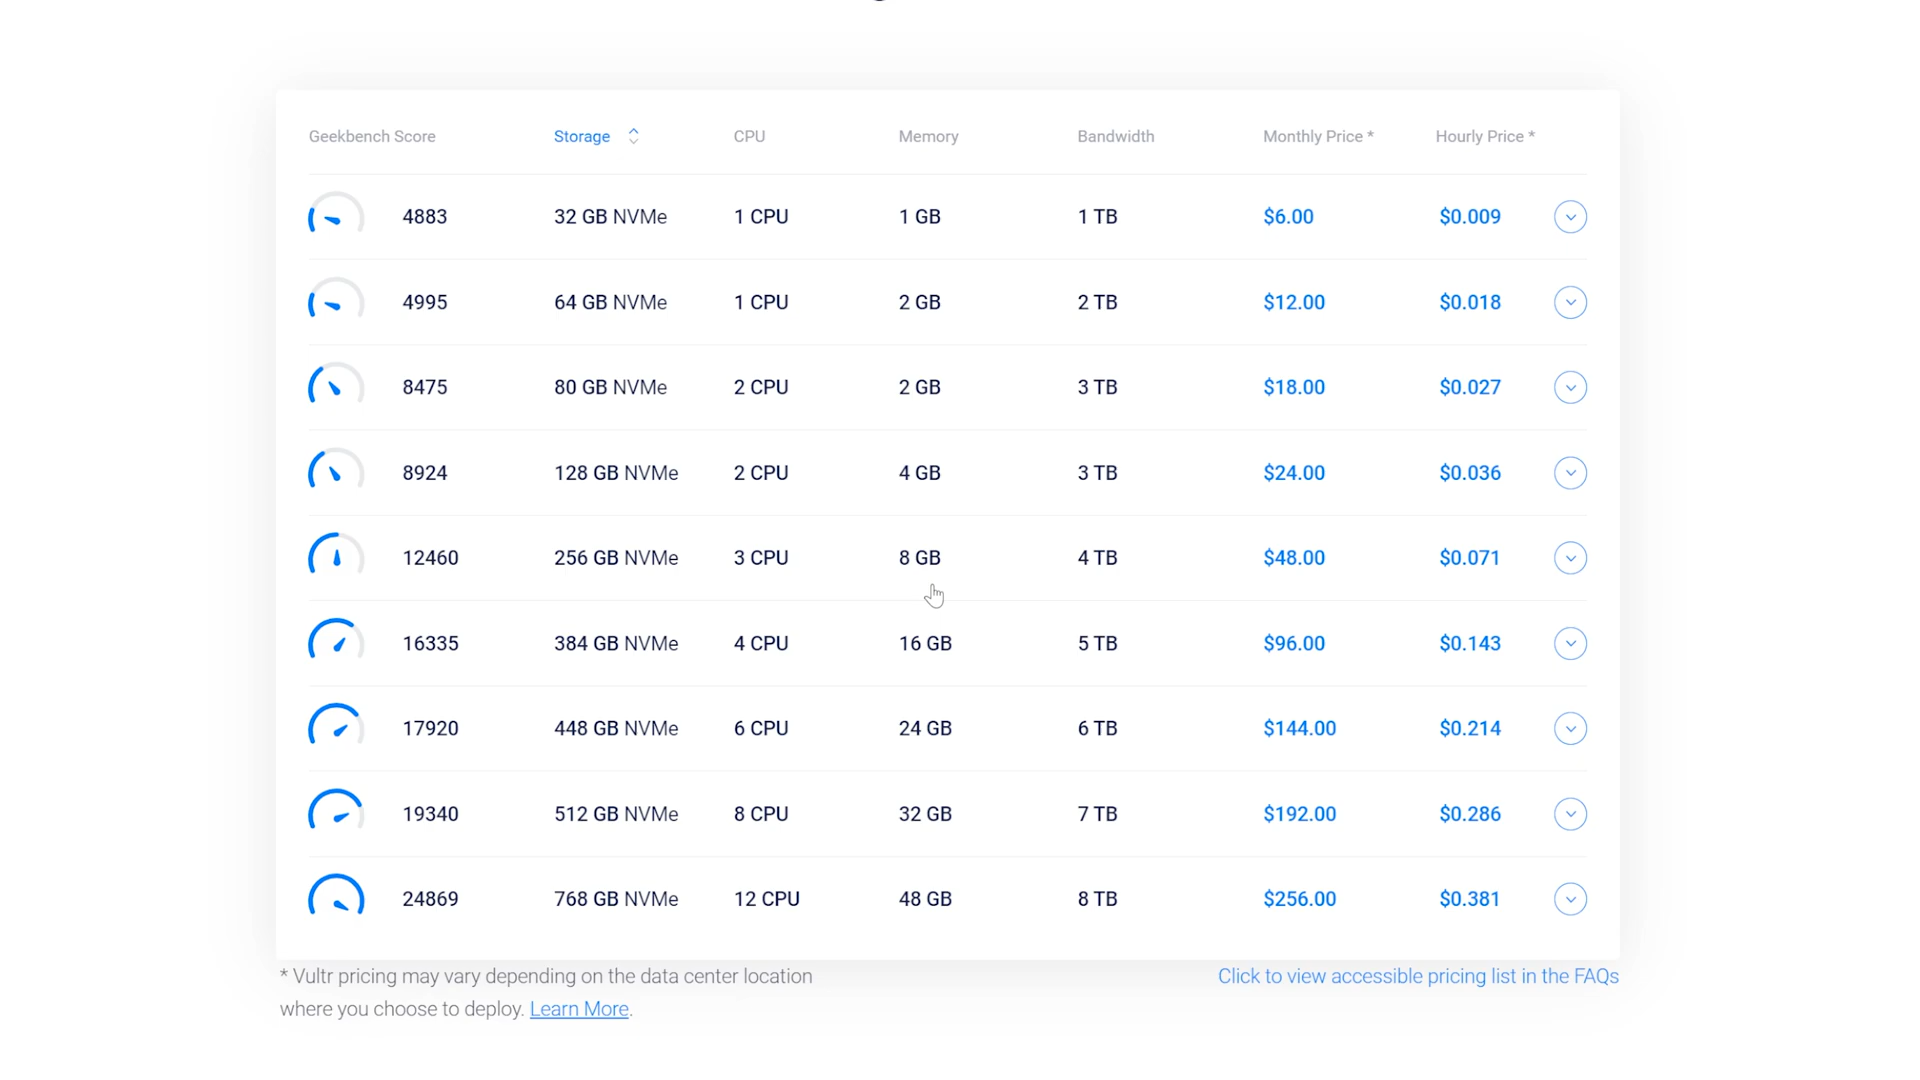 Geekbench Score Storage CPU Memory Bandwidth Monthly Price * Hourly Price *
4883 32 GB NVMe 1 CPU 1 GB 1 TB $6.00 $0.009
4995 64 GB NVMe 1 CPU 2 GB 2 TB $12.00 $0.018
8475 80 GB NVMe 2 CPU 2 GB 3 TB $18.00 $0.027
8924 128 GB NVMe 2 CPU 4 GB 3 TB $24.00 $0.036
12460 256 GB NVMe 3 CPU 8 GB 4 TB $48.00 $0.071
16335 384 GB NVMe 4 CPU 16 GB 5 TB $96.00 $0.143
17920 448 GB NVMe 6 CPU 24 GB 6 TB $144.00 $0.214
19340 512 GB NVMe 8 CPU 32 GB 7 TB $192.00 $0.286
24869 768 GB NVMe 12 CPU 48 GB 8 TB $256.00 $0.381
* Vultr pricing may vary depending on the data center location
where you choose to deploy. Learn More.
Click to view accessible pricing list in the FAQs